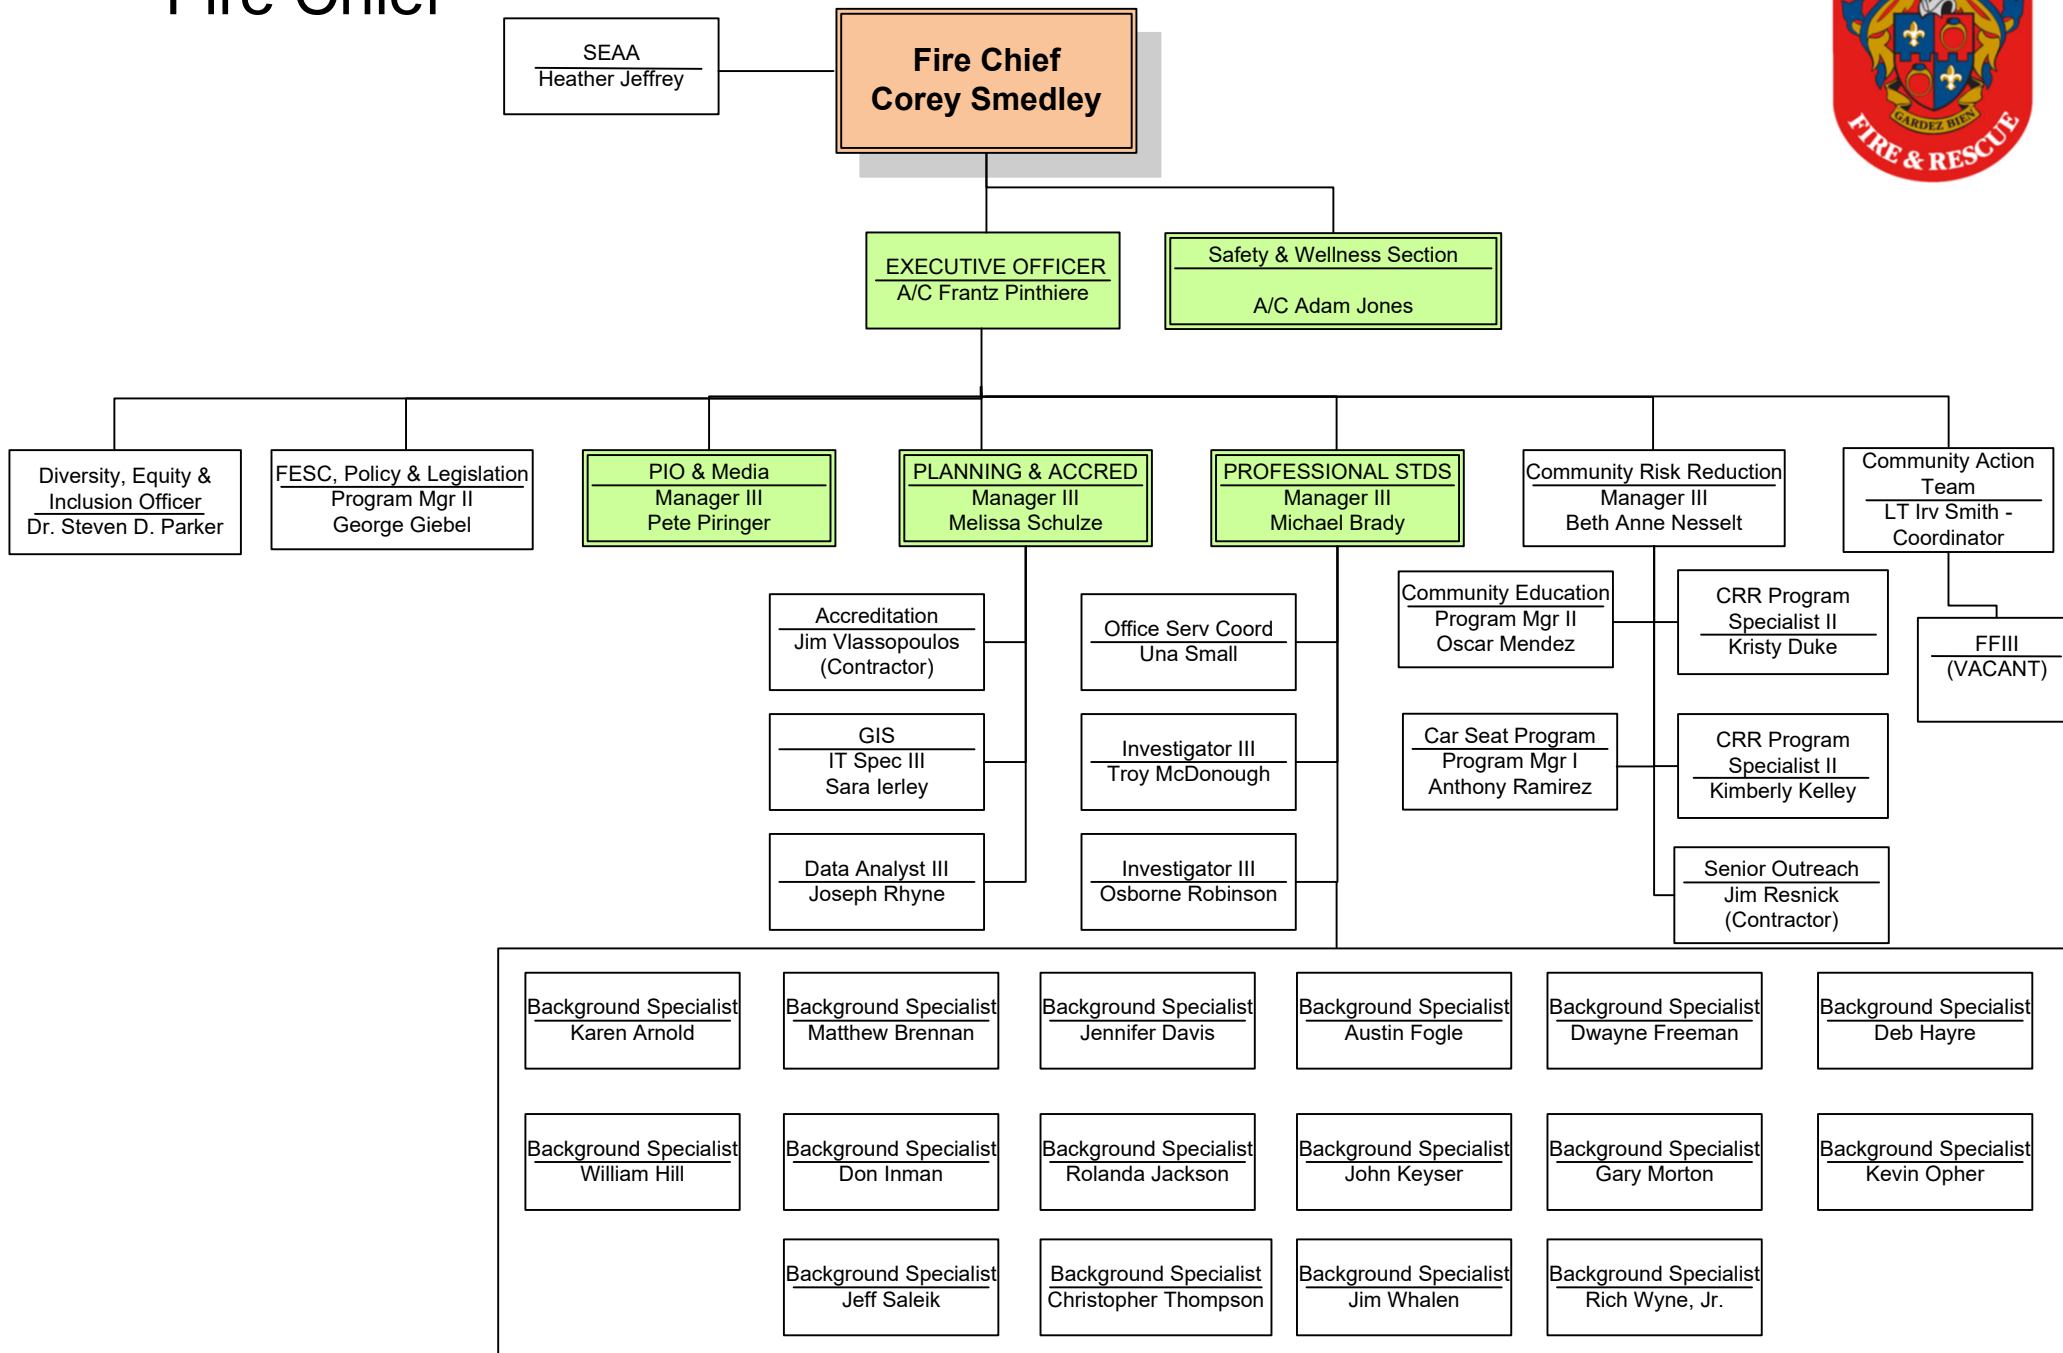 Fire Chief
SEAA
Heather Jeffrey
Fire Chief
Corey Smedley
GARDEZ BIEN
FIRE & RESCUE
EXECUTIVE OFFICER
A/C Frantz Pinthiere
Safety & Wellness Section
A/C Adam Jones
Diversity, Equity &
Inclusion Officer
Dr. Steven D. Parker
FESC, Policy & Legislation
Program Mgr II
George Giebel
PIO & Media
Manager III
Pete Piringer
PLANNING & ACCRED
Manager III
Melissa Schulze
PROFESSIONAL STDS
Manager III
Michael Brady
Community Risk Reduction
Manager III
Beth Anne Nesselt
Community Action
Team
LT Irv Smith -
Coordinator
Accreditation
Jim Vlassopoulos
(Contractor)
Office Serv Coord
Una Small
Community Education
Program Mgr II
Oscar Mendez
CRR Program
Specialist II
Kristy Duke
FFIII
(VACANT)
GIS
IT Spec III
Sara Ierley
Investigator III
Troy McDonough
Car Seat Program
Program Mgr I
Anthony Ramirez
CRR Program
Specialist II
Kimberly Kelley
Data Analyst III
Joseph Rhyne
Investigator III
Osborne Robinson
Senior Outreach
Jim Resnick
(Contractor)
Background Specialist
Karen Arnold
Background Specialist
Matthew Brennan
Background Specialist
Jennifer Davis
Background Specialist
Austin Fogle
Background Specialist
Dwayne Freeman
Background Specialist
Deb Hayre
Background Specialist
William Hill
Background Specialist
Don Inman
Background Specialist
Rolanda Jackson
Background Specialist
John Keyser
Background Specialist
Gary Morton
Background Specialist
Kevin Opher
Background Specialist
Jeff Saleik
Background Specialist
Christopher Thompson
Background Specialist
Jim Whalen
Background Specialist
Rich Wyne, Jr.